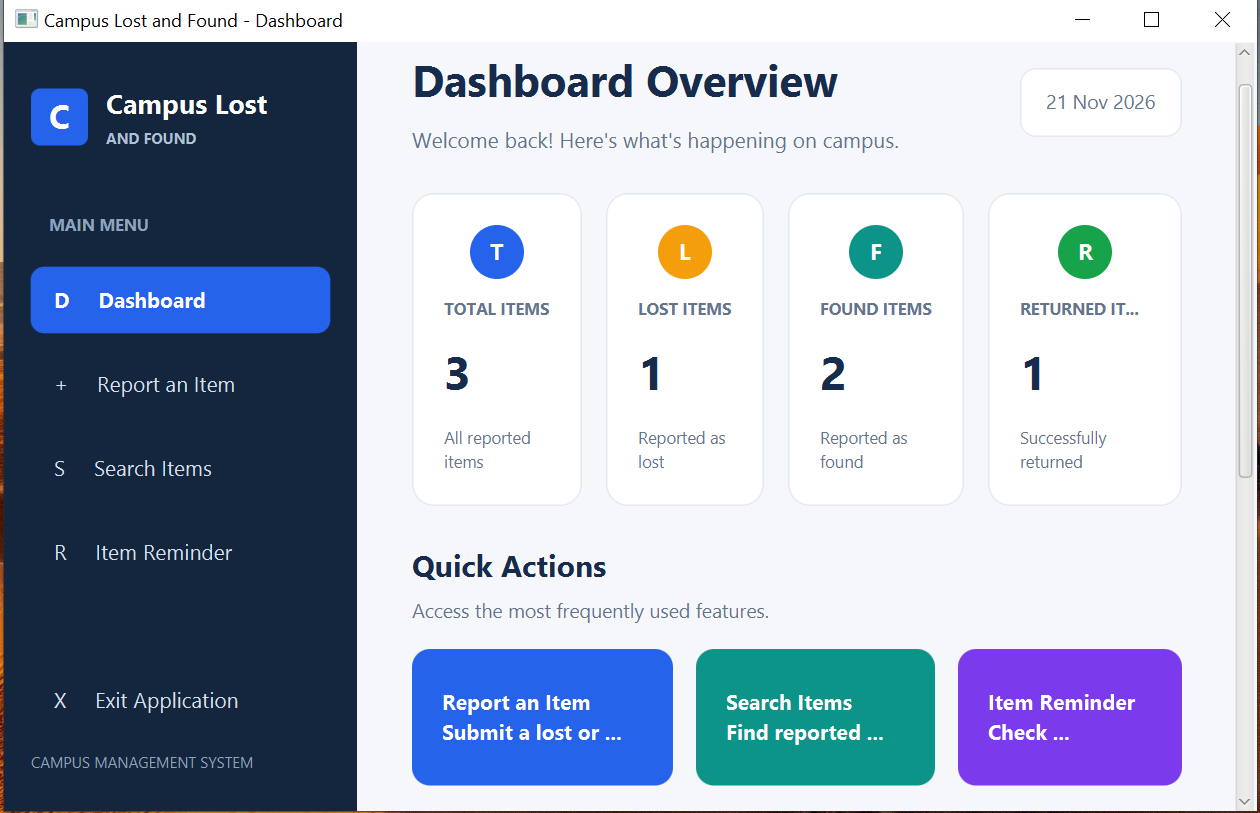 Campus Lost and Found - Dashboard
C
Campus Lost
AND FOUND
MAIN MENU
D Dashboard
+ Report an Item
S Search Items
R Item Reminder
X Exit Application
CAMPUS MANAGEMENT SYSTEM
Dashboard Overview
Welcome back! Here's what's happening on campus.
21 Nov 2026
T
TOTAL ITEMS
3
All reported
items
L
LOST ITEMS
1
Reported as
lost
F
FOUND ITEMS
2
Reported as
found
R
RETURNED IT...
1
Successfully
returned
Quick Actions
Access the most frequently used features.
Report an Item
Submit a lost or ...
Search Items
Find reported ...
Item Reminder
Check ...